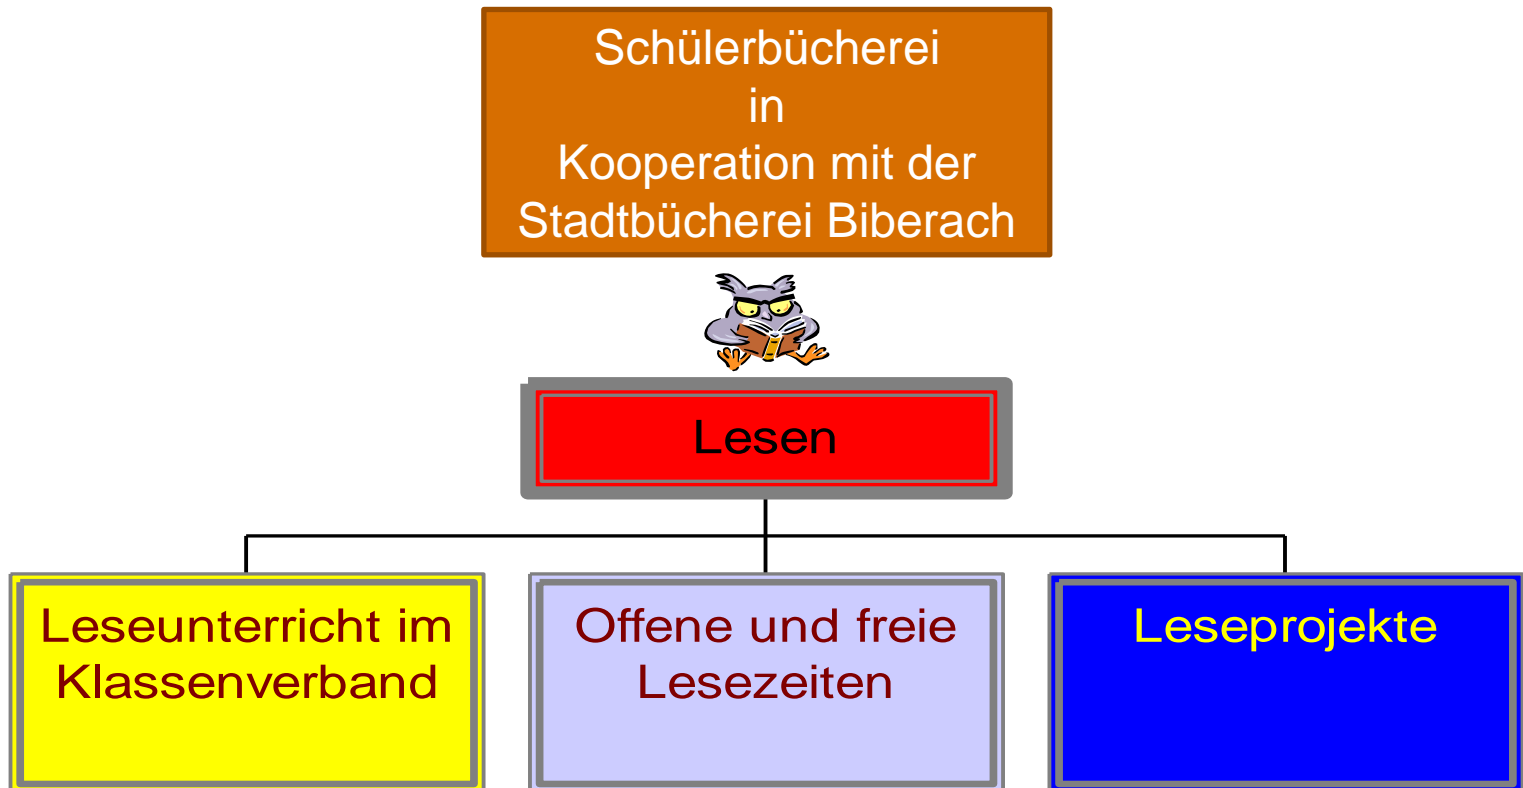 Schülerbücherei
in
Kooperation mit der
Stadtbücherei Biberach
Lesen
Leseunterricht im
Klassenverband
Offene und freie
Lesezeiten
Leseprojekte